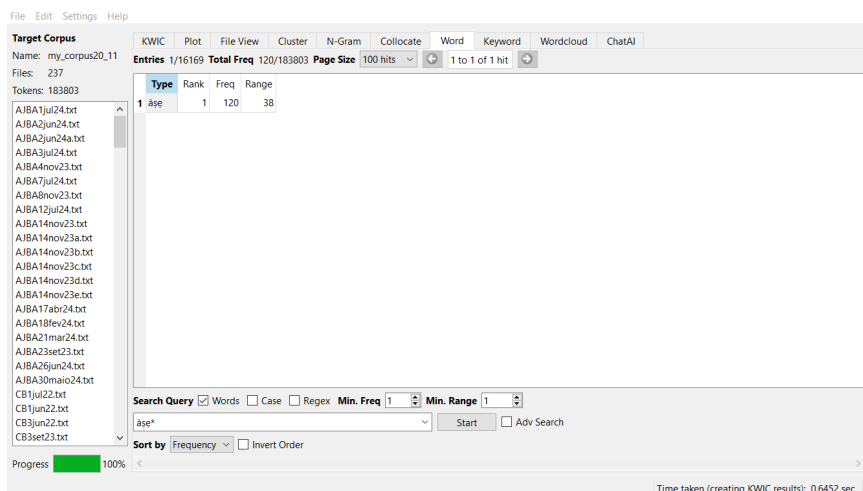 File Edit Settings Help
Target Corpus
Name: my_corpus20_11
Files: 237
Tokens: 183803
AJBA1jul24.txt
AJBA2jun24.txt
AJBA2jun24a.txt
AJBA3jul24.txt
AJBA4nov23.txt
AJBA7jul24.txt
AJBA8nov23.txt
AJBA12jul24.txt
AJBA14nov23.txt
AJBA14nov23a.txt
AJBA14nov23b.txt
AJBA14nov23c.txt
AJBA14nov23d.txt
AJBA14nov23e.txt
AJBA17abr24.txt
AJBA18fev24.txt
AJBA21mar24.txt
AJBA23set23.txt
AJBA26jun24.txt
AJBA30maio24.txt
CB1jul22.txt
CB1jun22.txt
CB3jun22.txt
CB3set23.txt
Progress 100%
KWIC Plot File View Cluster N-Gram Collocate Word Keyword Wordcloud ChatAI
Entries 1/16169 Total Freq 120/183803 Page Size 100 hits 1 to 1 of 1 hit
Type Rank Freq Range
1 àṣẹ 1 120 38
Search Query Words Case Regex Min. Freq 1 Min. Range 1
àṣẹ* Start Adv Search
Sort by Frequency Invert Order
Time taken (creating KWIC results): 0.6452 sec